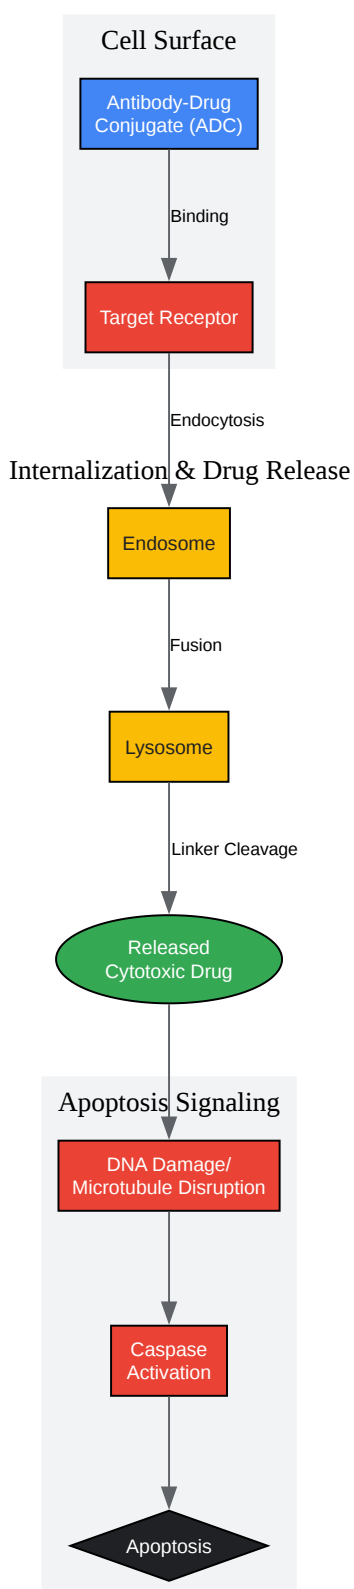 Cell Surface
Antibody-Drug
Conjugate (ADC)
Binding
Target Receptor
Endocytosis
Internalization & Drug Release
Endosome
Fusion
Lysosome
Linker Cleavage
Released
Cytotoxic Drug
Apoptosis Signaling
DNA Damage/
Microtubule Disruption
Caspase
Activation
Apoptosis